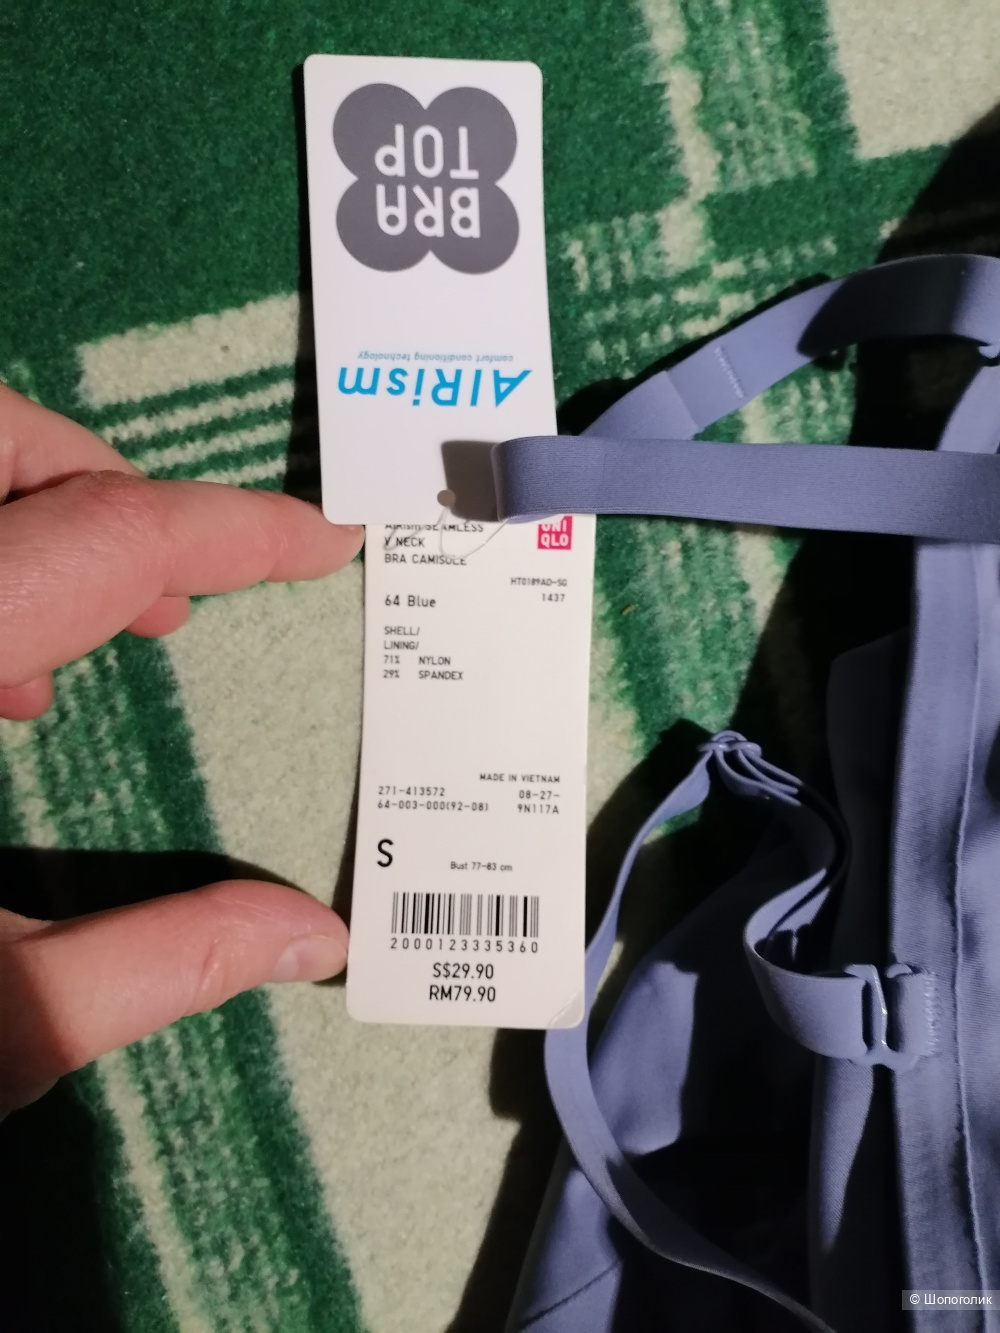 BRA
TOP
AIRism
comfort conditioning technology
AIRism SEAMLESS
V NECK
BRA CAMISOLE
UNI
QLO
HT0189AD-SG
64 Blue
1437
SHELL/
LINING/
71% NYLON
29% SPANDEX
MADE IN VIETNAM
271-413572
08-27-
64-003-000(92-08)
9N117A
S
Bust 77-83 cm
2000123335360
S$29.90
RM79.90
© Шопоголик